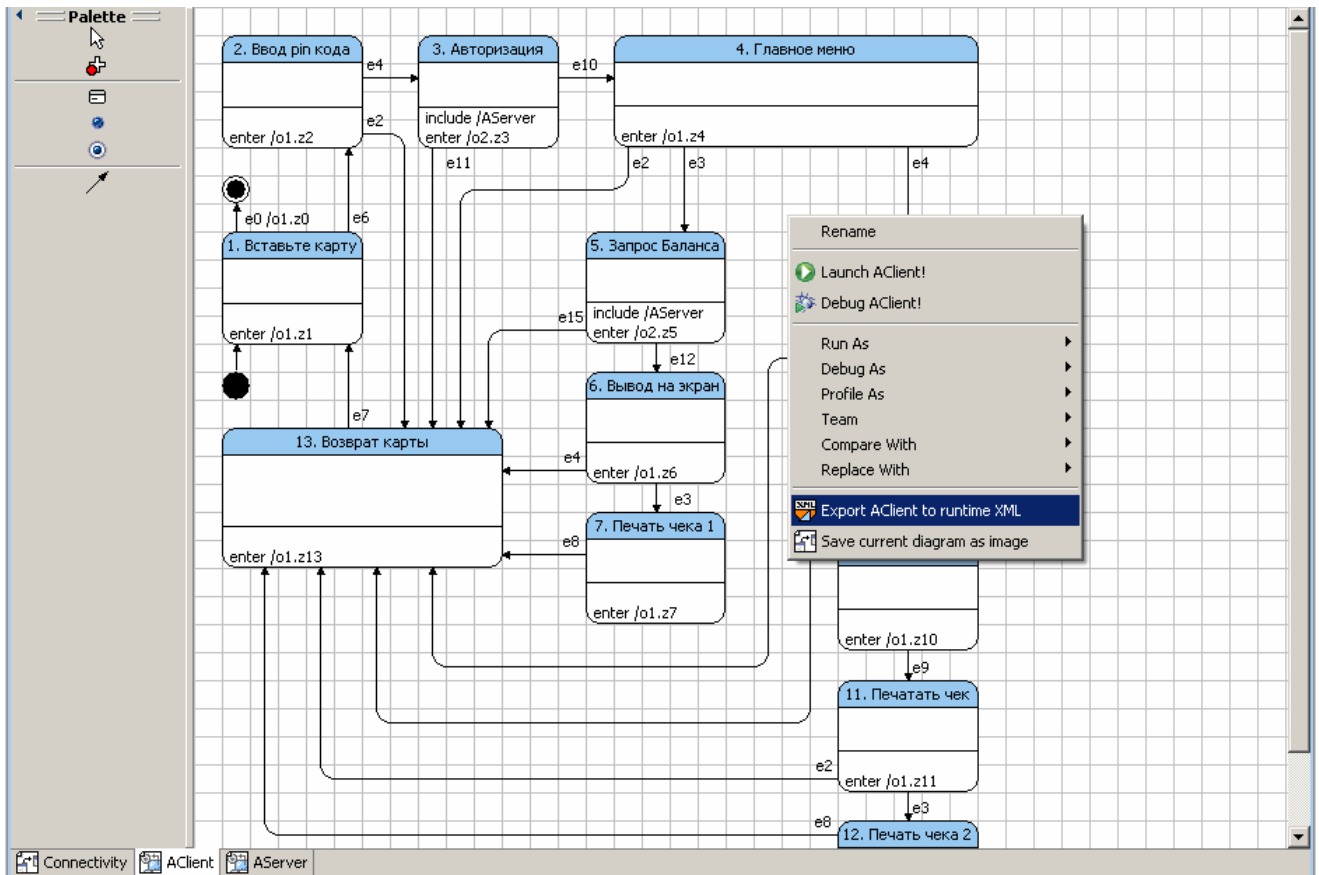 Palette
2. Ввод pin кода
enter /o1.z2
e4
e2
3. Авторизация
include /AServer
enter /o2.z3
e10
e11
4. Главное меню
enter /o1.z4
e2
e3
e4
e0 /o1.z0
e6
1. Вставьте карту
enter /o1.z1
e7
5. Запрос Баланса
include /AServer
enter /o2.z5
e15
e12
6. Вывод на экран
enter /o1.z6
e4
e3
13. Возврат карты
enter /o1.z13
7. Печать чека 1
enter /o1.z7
e8
Rename
Launch AClient!
Debug AClient!
Run As
Debug As
Profile As
Team
Compare With
Replace With
Export AClient to runtime XML
Save current diagram as image
enter /o1.z10
e9
11. Печатать чек
enter /o1.z11
e2
e3
e8
12. Печать чека 2
Connectivity
AClient
AServer